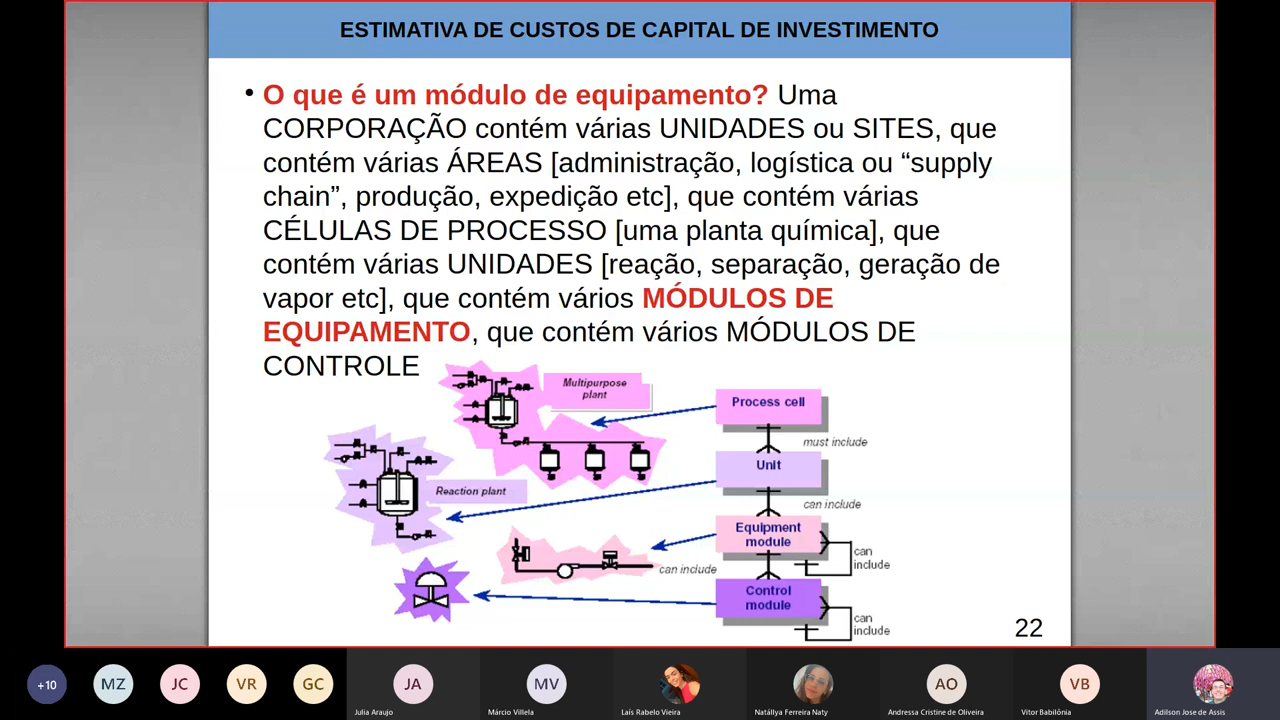 ESTIMATIVA DE CUSTOS DE CAPITAL DE INVESTIMENTO
• O que é um módulo de equipamento? Uma
CORPORAÇÃO contém várias UNIDADES ou SITES, que
contém várias ÁREAS [administração, logística ou “supply
chain”, produção, expedição etc], que contém várias
CÉLULAS DE PROCESSO [uma planta química], que
contém várias UNIDADES [reação, separação, geração de
vapor etc], que contém vários MÓDULOS DE
EQUIPAMENTO, que contém vários MÓDULOS DE
CONTROLE
Multipurpose
plant
Process cell
must include
Unit
Reaction plant
can include
Equipment
module
can
include
can include
Control
module
can
include
22
+10
MZ
JC
VR
GC
JA
MV
AO
VB
Julia Araujo
Márcio Villela
Laís Rabelo Vieira
Natállya Ferreira Naty
Andressa Cristine de Oliveira
Vitor Babilônia
Adilson Jose de Assis